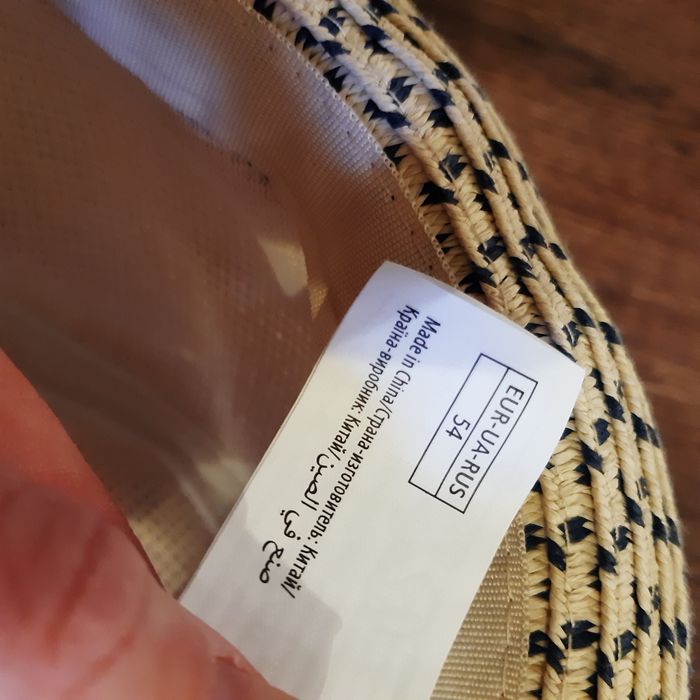 EUR-UA-RUS
54
Made in China/Страна-изготовитель: Китай/
Країна-виробник: Китай/ صنع في الصين